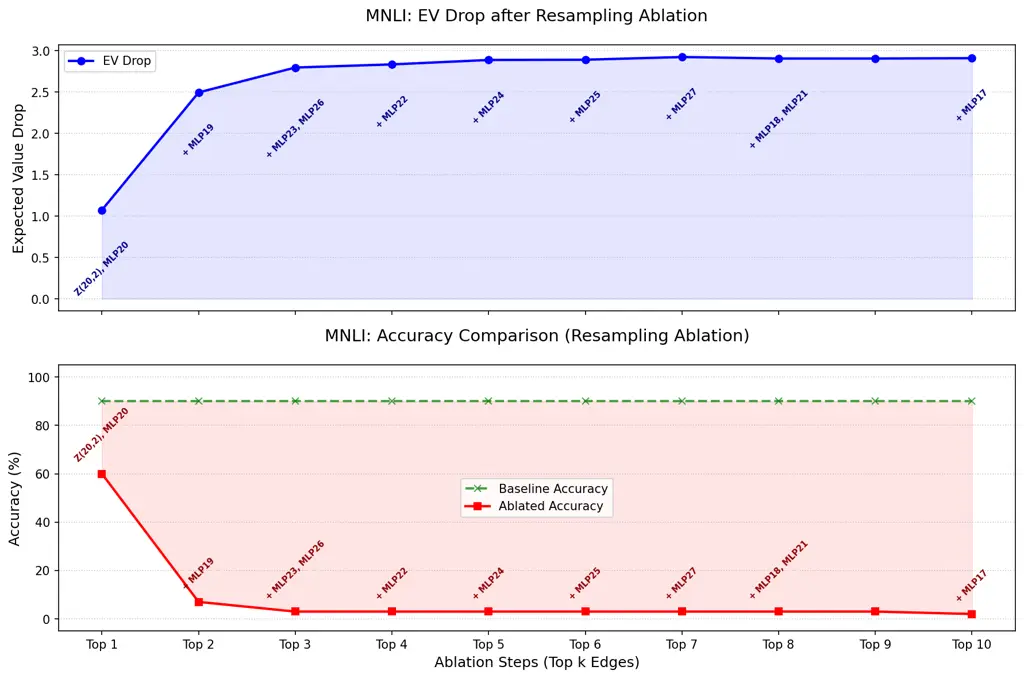 MNLI: EV Drop after Resampling Ablation
3.0
2.5
2.0
1.5
1.0
0.5
0.0
Expected Value Drop
EV Drop
Z(20,2), MLP20
+ MLP19
+ MLP23, MLP26
+ MLP22
+ MLP24
+ MLP25
+ MLP27
+ MLP18, MLP21
+ MLP17
MNLI: Accuracy Comparison (Resampling Ablation)
100
80
60
40
20
0
Accuracy (%)
Baseline Accuracy
Ablated Accuracy
Z(20,2), MLP20
+ MLP19
+ MLP23, MLP26
+ MLP22
+ MLP24
+ MLP25
+ MLP27
+ MLP18, MLP21
+ MLP17
Top 1 Top 2 Top 3 Top 4 Top 5 Top 6 Top 7 Top 8 Top 9 Top 10
Ablation Steps (Top k Edges)